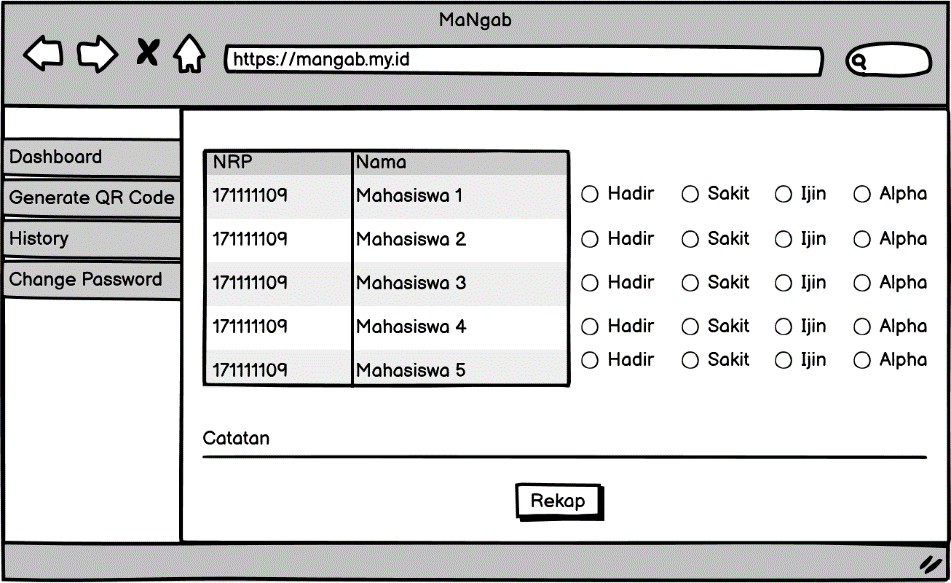 MaNgab
https://mangab.my.id
Dashboard
Generate QR Code
History
Change Password
NRP Nama
171111109 Mahasiswa 1 Hadir Sakit Ijin Alpha
171111109 Mahasiswa 2 Hadir Sakit Ijin Alpha
171111109 Mahasiswa 3 Hadir Sakit Ijin Alpha
171111109 Mahasiswa 4 Hadir Sakit Ijin Alpha
171111109 Mahasiswa 5 Hadir Sakit Ijin Alpha
Catatan
Rekap